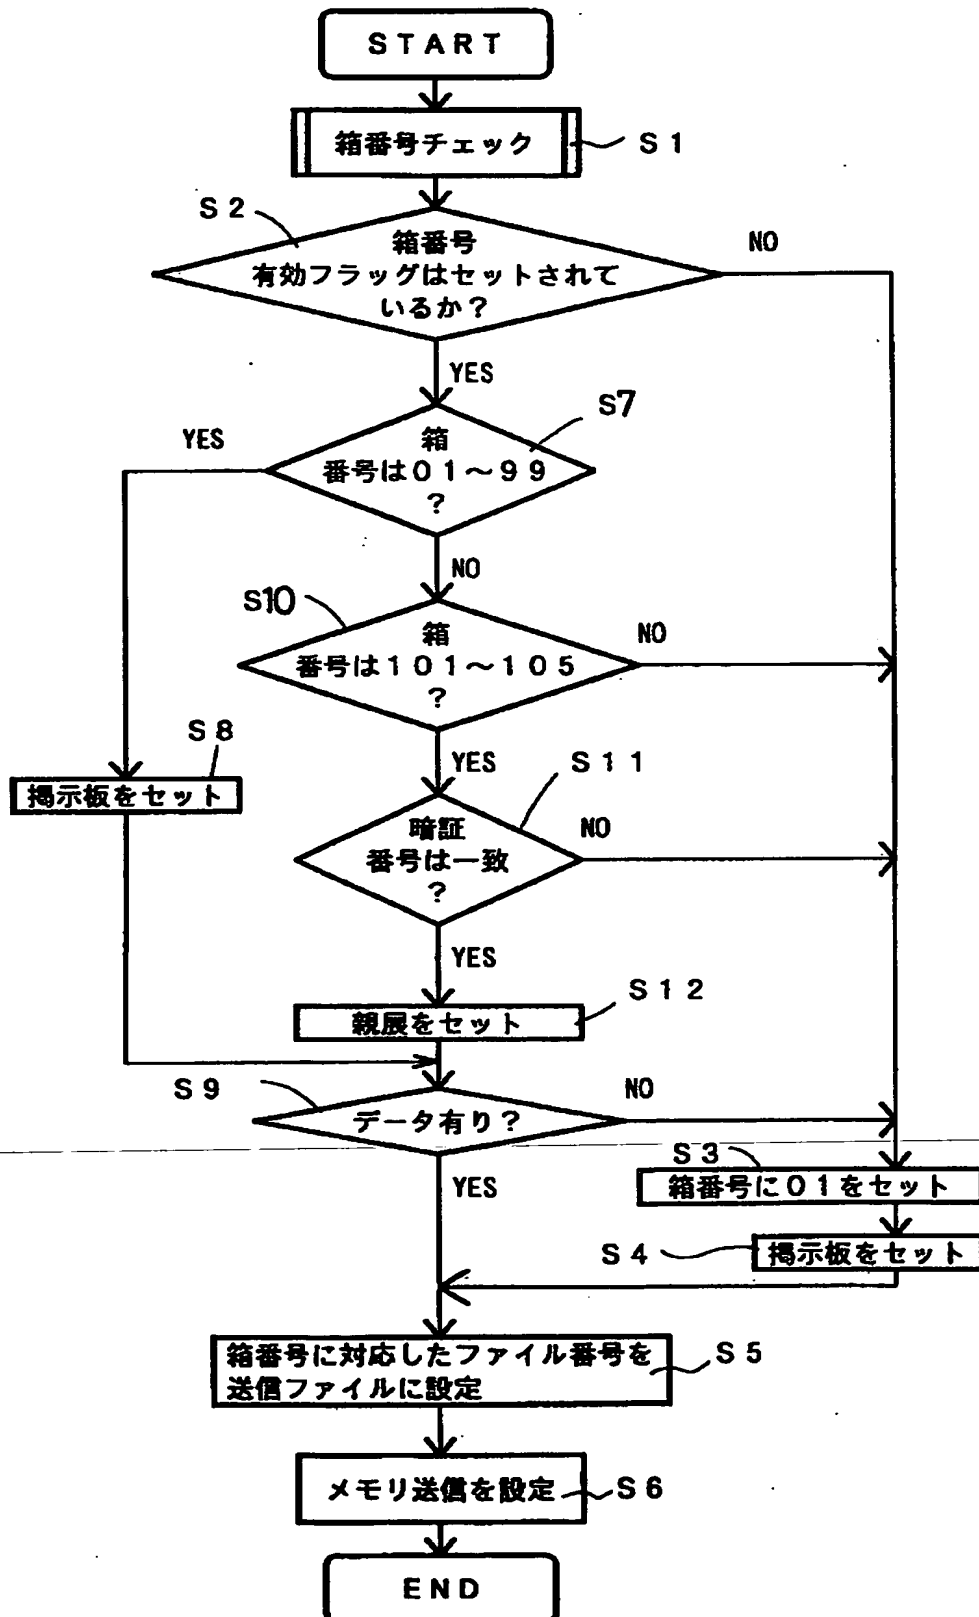 START
箱番号チェック
S1
S2
箱番号
有効フラッグはセットされて
いるか?
NO
YES
S7
YES
箱
番号は01~99
?
NO
S10
箱
番号は101~105
?
NO
S8
掲示板をセット
YES
S11
暗証
番号は一致
?
NO
YES
S12
親展をセット
S9
データ有り?
NO
YES
S3
箱番号に01をセット
S4
掲示板をセット
箱番号に対応したファイル番号を
送信ファイルに設定
S5
メモリ送信を設定
S6
END